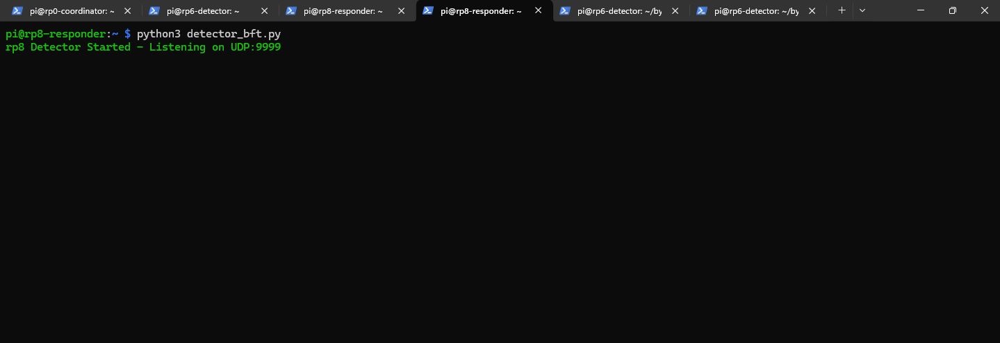 pi@rp0-coordinator: ~
pi@rp6-detector: ~
pi@rp8-responder: ~
pi@rp8-responder: ~
pi@rp6-detector: ~/by
pi@rp6-detector: ~/by
pi@rp8-responder:~ $ python3 detector_bft.py
rp8 Detector Started - Listening on UDP:9999